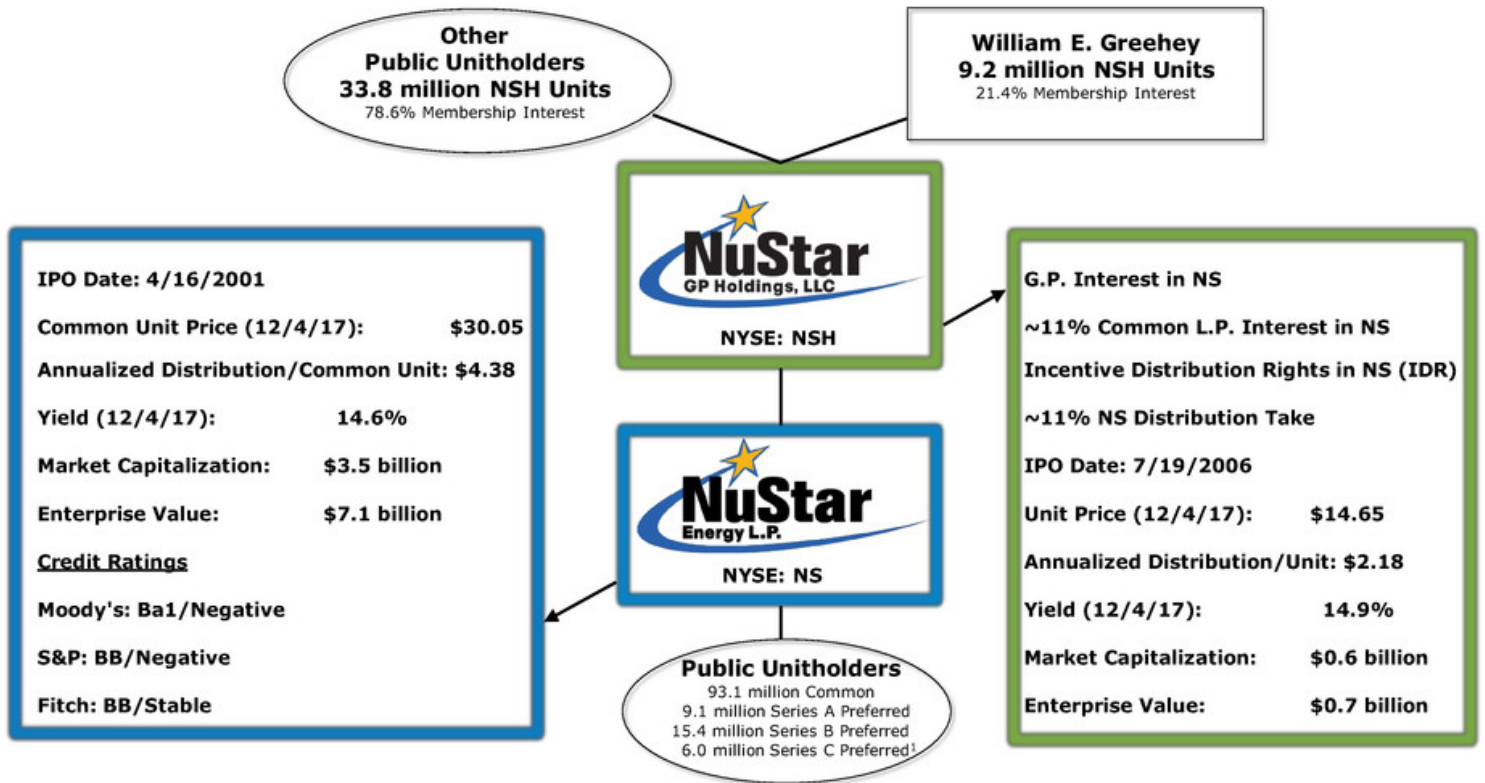 Other
Public Unitholders
33.8 million NSH Units
78.6% Membership Interest
William E. Greehey
9.2 million NSH Units
21.4% Membership Interest
NuStar
GP Holdings, LLC
NYSE: NSH
IPO Date: 4/16/2001
Common Unit Price (12/4/17): $30.05
Annualized Distribution/Common Unit: $4.38
Yield (12/4/17): 14.6%
Market Capitalization: $3.5 billion
Enterprise Value: $7.1 billion
Credit Ratings
Moody's: Ba1/Negative
S&P: BB/Negative
Fitch: BB/Stable
G.P. Interest in NS
~11% Common L.P. Interest in NS
Incentive Distribution Rights in NS (IDR)
~11% NS Distribution Take
IPO Date: 7/19/2006
Unit Price (12/4/17): $14.65
Annualized Distribution/Unit: $2.18
Yield (12/4/17): 14.9%
Market Capitalization: $0.6 billion
Enterprise Value: $0.7 billion
NuStar
Energy L.P.
NYSE: NS
Public Unitholders
93.1 million Common
9.1 million Series A Preferred
15.4 million Series B Preferred
6.0 million Series C Preferred¹